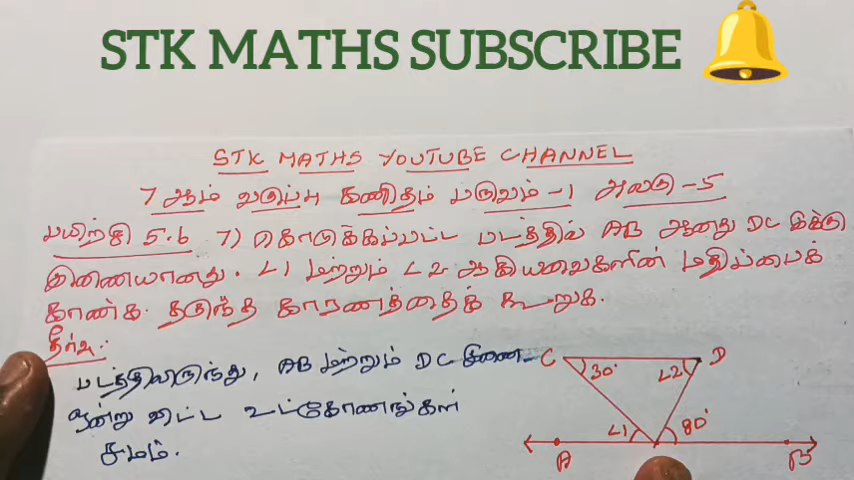 STK MATHS SUBSCRIBE
STK MATHS YOUTUBE CHANNEL
7 ஆம் வகுப்பு கணிதம் பருவம் -1 அலகு -5
பயிற்சி 5.6 7) கொடுக்கப்பட்ட படத்தில் AB ஆனது DC க்கு
இணையானது. ∠1 மற்றும் ∠2 ஆகியவைகளின் மதிப்பைக்
காண்க. தகுந்த காரணத்தைக் கூறுக.
தீர்வு:
படத்திலிருந்து, AB மற்றும் DC இணை
ஒன்று விட்ட உட்கோணங்கள்
சமம்.
C 30° ∠2 D
∠1 80°
A B